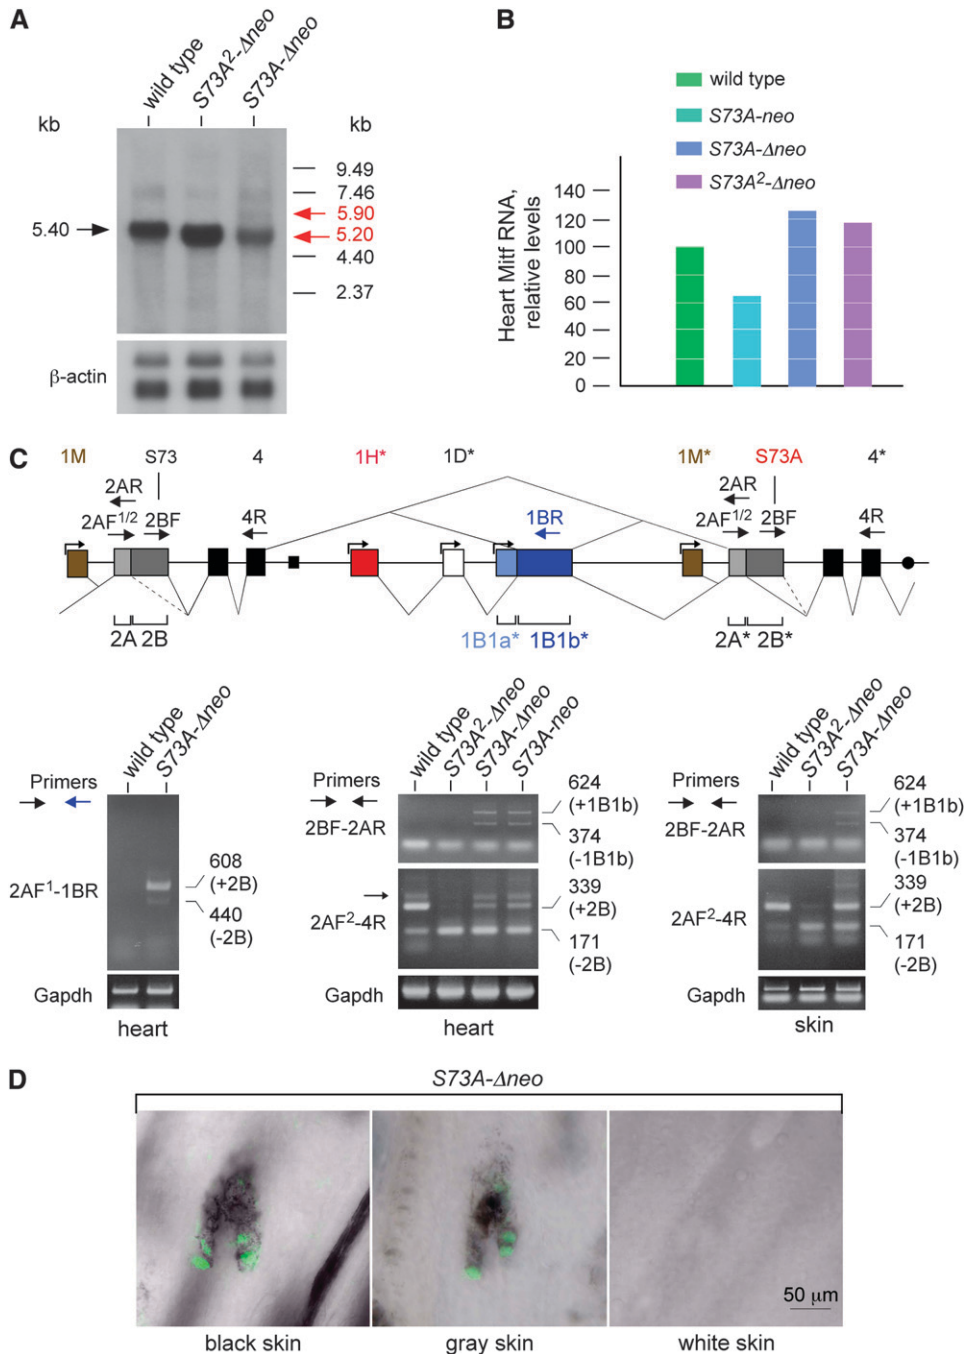 A
wild type
S73A²-Δneo
S73A-Δneo
kb
kb
9.49
7.46
5.90
5.40
5.20
4.40
2.37
β-actin
B
wild type
S73A-neo
S73A-Δneo
S73A²-Δneo
Heart Mitf RNA,
relative levels
140
120
100
80
60
40
20
0
C
1M
S73
4
1H*
1D*
1M*
S73A
4*
2AR
2AF1/2
2BF
4R
1BR
2AR
2AF1/2
2BF
4R
2A
2B
1B1a*
1B1b*
2A*
2B*
wild type
S73A-Δneo
Primers
2AF¹-1BR
608
(+2B)
440
(-2B)
Gapdh
heart
wild type
S73A²-Δneo
S73A-Δneo
S73A-neo
Primers
2BF-2AR
624
(+1B1b)
374
(-1B1b)
2AF²-4R
339
(+2B)
171
(-2B)
Gapdh
heart
wild type
S73A²-Δneo
S73A-Δneo
Primers
2BF-2AR
624
(+1B1b)
374
(-1B1b)
2AF²-4R
339
(+2B)
171
(-2B)
Gapdh
skin
D
S73A-Δneo
50 μm
black skin
gray skin
white skin